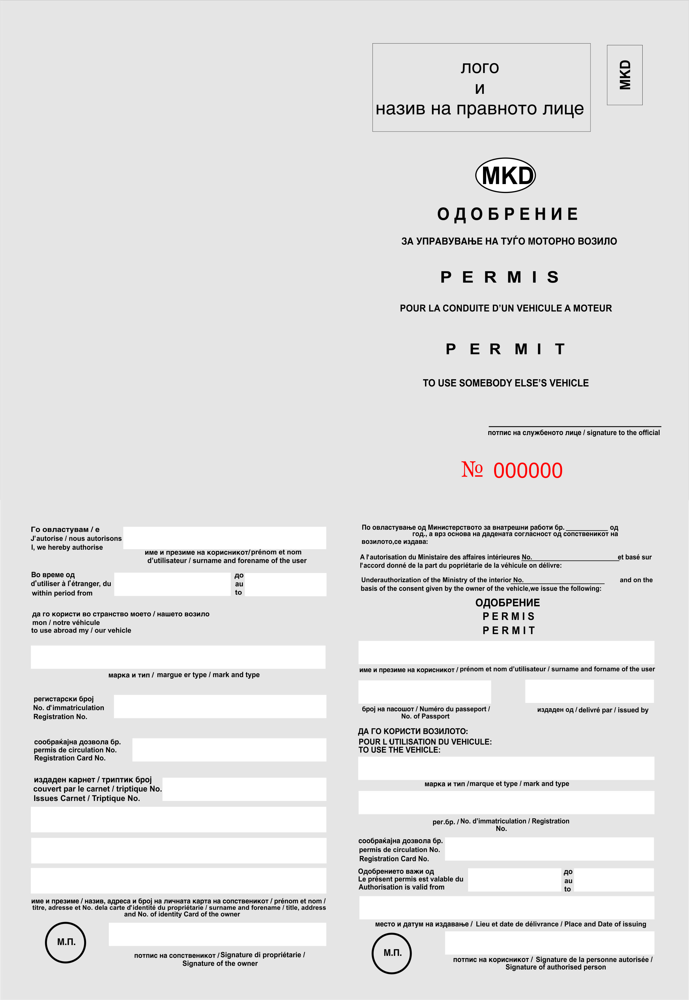 лого
и
назив на правното лице
MKD
MKD
ОДОБРЕНИЕ
ЗА УПРАВУВАЊЕ НА ТУЃО МОТОРНО ВОЗИЛО
PERMIS
POUR LA CONDUITE D’UN VEHICULE A MOTEUR
PERMIT
TO USE SOMEBODY ELSE’S VEHICLE
потпис на службеното лице / signature to the official
№ 000000
Го овластувам / е
J'autorise / nous autorisons
I, we hereby authorise
име и презиме на корисникот/prénom et nom
d’utilisateur / surname and forename of the user
Во време од
d'utiliser à l'étranger, du
within period from
до
au
to
да го користи во странство моето / нашето возило
mon / notre véhicule
to use abroad my / our vehicle
марка и тип / margue er type / mark and type
регистарски број
No. d'immatriculation
Registration No.
сообраќајна дозвола бр.
permis de circulation No.
Registration Card No.
издаден карнет / триптик број
couvert par le carnet / triptique No.
Issues Carnet / Triptique No.
име и презиме / назив, адреса и број на личната карта на сопственикот / prénom et nom /
titre, adresse et No. dela carte d'identité du propriétarie / surname and forename / title, address
and No. of identity Card of the owner
М.П.
потпис на сопственикот / Signature di propriétarie /
Signature of the owner
По овластување од Министерството за внатрешни работи бр. ____________ од
год., а врз основа на дадената согласност од сопственикот на
возилото,се издава:
A l'autorisation du Ministaire des affaires intérieures No. ____________ et basé sur
l'accord donné de la part du popriétarie de la véhicule on délivre:
Underauthorization of the Ministry of the interior No. ____________ and on the
basis of the consent given by the owner of the vehicle,we issue the following:
ОДОБРЕНИЕ
PERMIS
PERMIT
име и презиме на корисникот / prénom et nom d’utilisateur / surname and forname of the user
број на пасошот / Numéro du passeport /
No. of Passport
издаден од / delivré par / issued by
ДА ГО КОРИСТИ ВОЗИЛОТО:
POUR L 'UTILISATION DU VEHICULE:
TO USE THE VEHICLE:
марка и тип /marque et type / mark and type
рег.бр. / No. d’immatriculation / Registration
No.
сообраќајна дозвола бр.
permis de circulation No.
Registration Card No.
Одобрението важи од
Le présent permis est valable du
Authorisation is valid from
до
au
to
место и датум на издавање / Lieu et date de délivrance / Place and Date of issuing
М.П.
потпис на корисникот / Signature de la personne autorisée /
Signature of authorised person